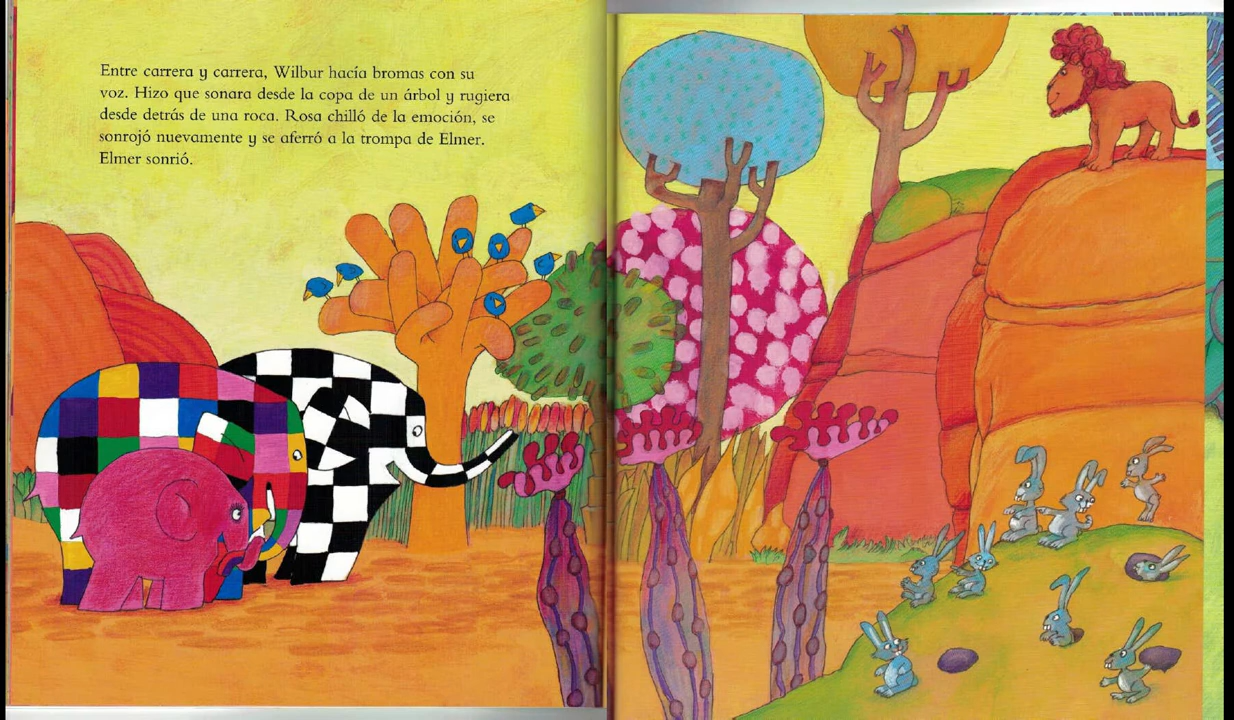 Entre carrera y carrera, Wilbur hacía bromas con su
voz. Hizo que sonara desde la copa de un árbol y rugiera
desde detrás de una roca. Rosa chilló de la emoción, se
sonrojó nuevamente y se aferró a la trompa de Elmer.
Elmer sonrió.